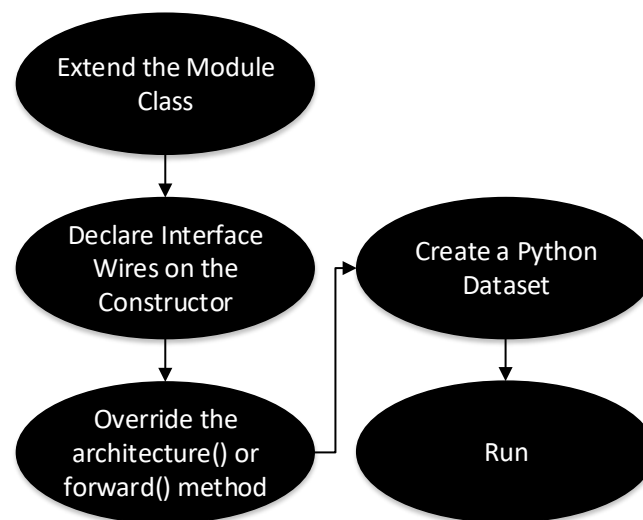 Extend the Module
Class
Declare Interface
Wires on the
Constructor
Override the
architecture() or
forward() method
Create a Python
Dataset
Run